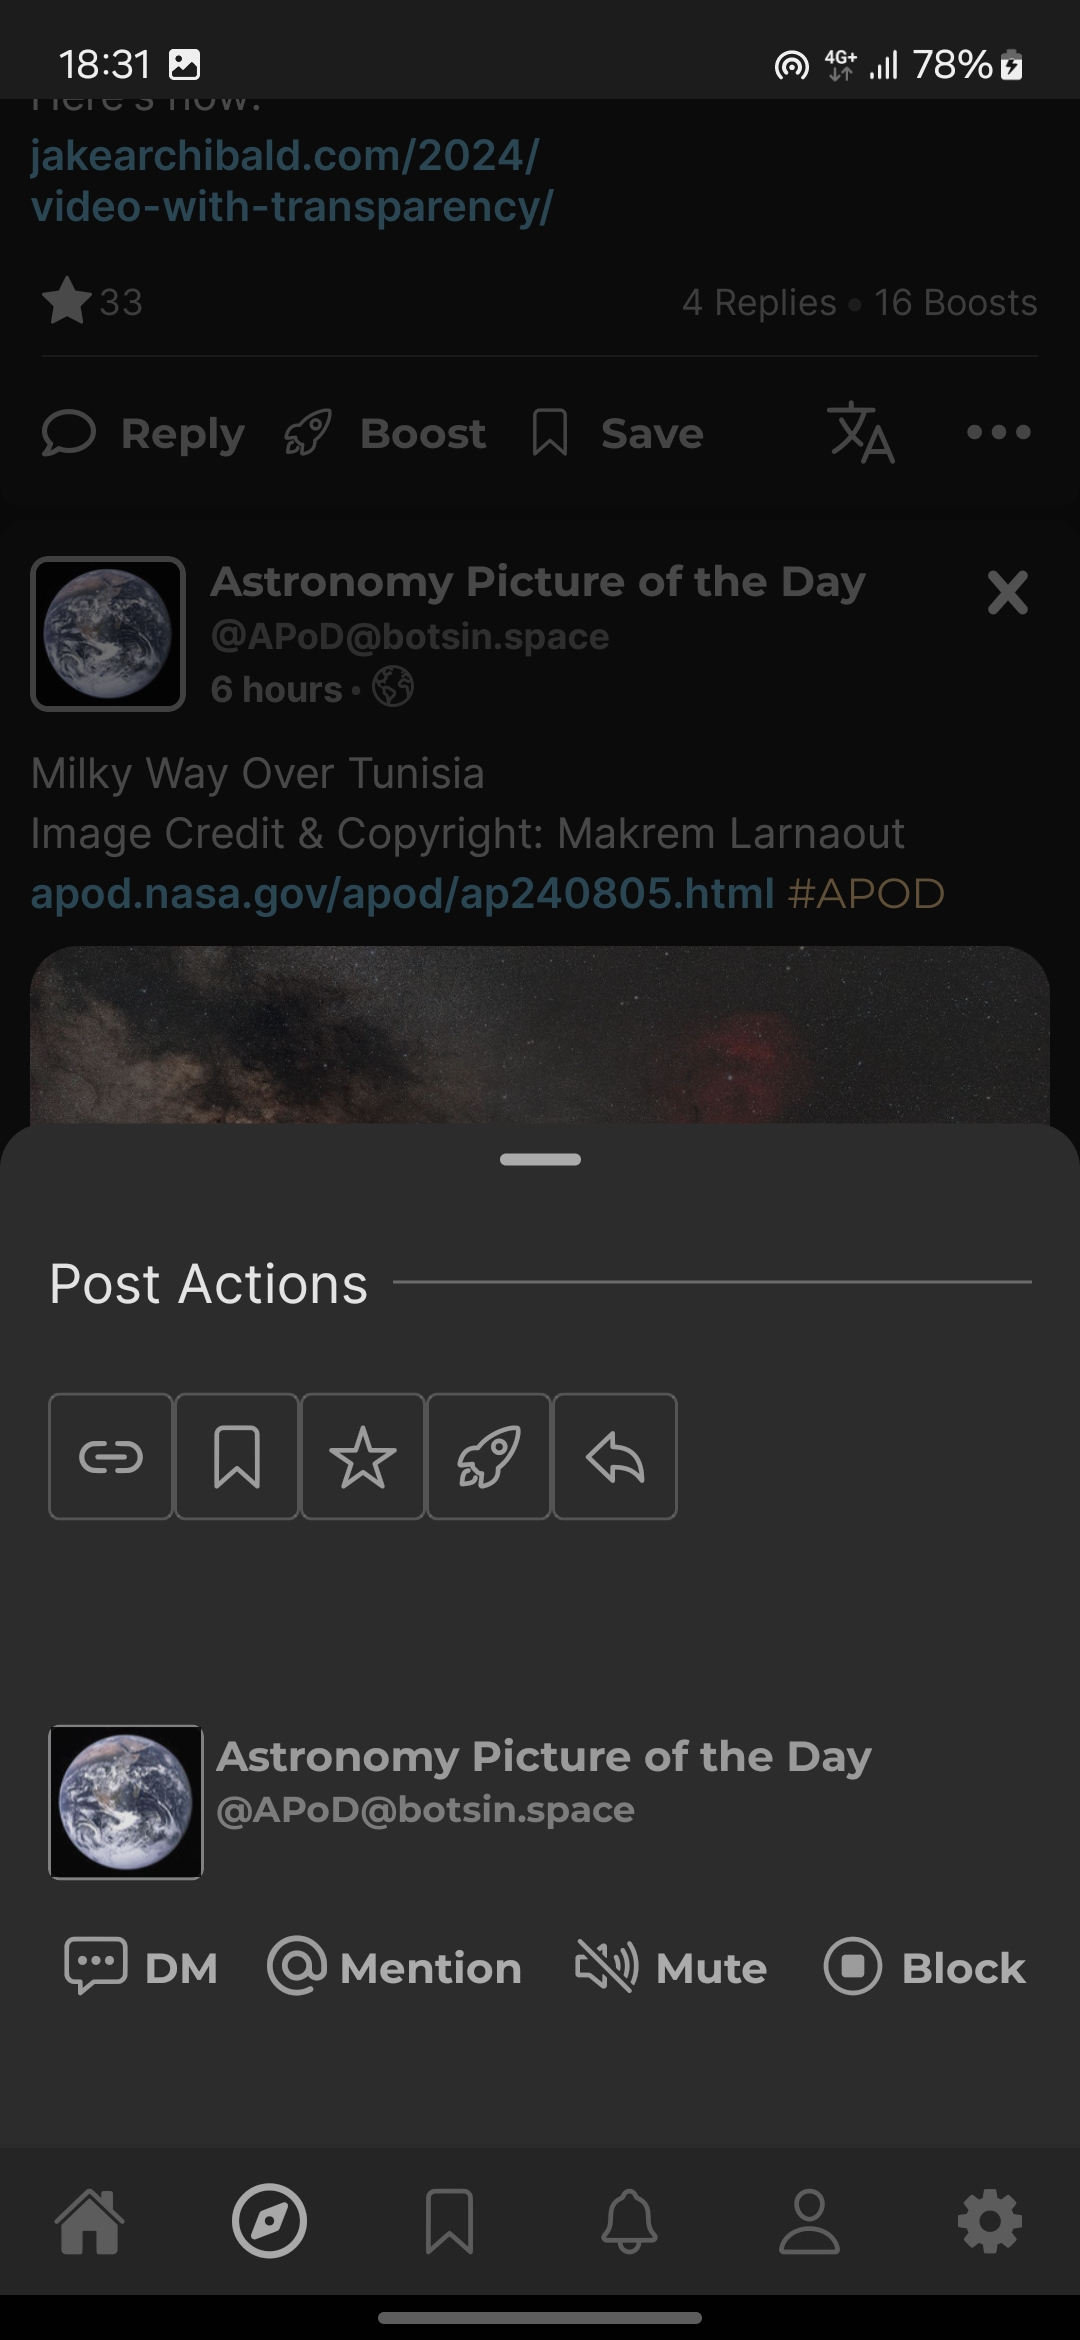 18:31
4G+
78%
Here's how:
jakearchibald.com/2024/
video-with-transparency/
33
4 Replies • 16 Boosts
Reply
Boost
Save
Astronomy Picture of the Day
@APoD@botsin.space
6 hours •
Milky Way Over Tunisia
Image Credit & Copyright: Makrem Larnaout
apod.nasa.gov/apod/ap240805.html #APOD
Post Actions
Astronomy Picture of the Day
@APoD@botsin.space
DM
Mention
Mute
Block